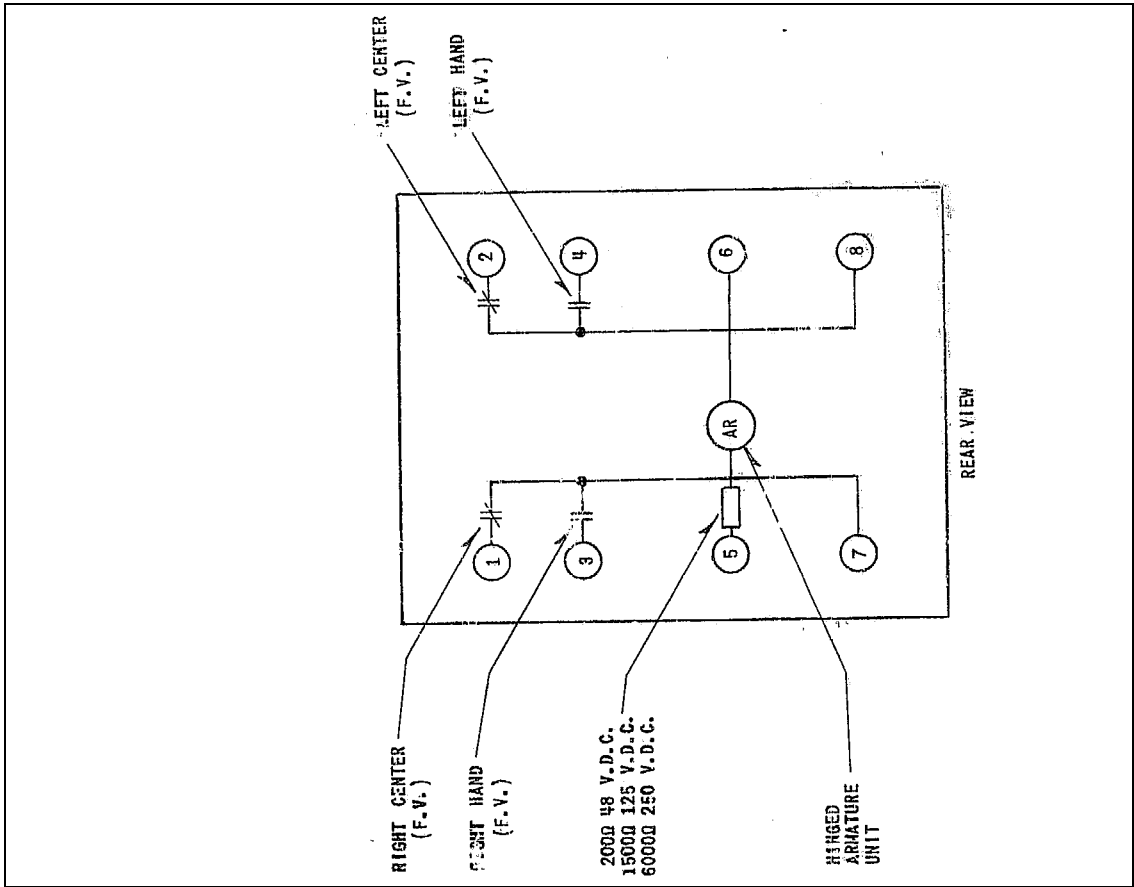 LEFT CENTER
(F.V.)
LEFT HAND
(F.V.)
2
4
6
8
AR
1
3
5
7
REAR VIEW
RIGHT CENTER
(F.V.)
RIGHT HAND
(F.V.)
200Ω 48 V.D.C.
1500Ω 125 V.D.C.
6000Ω 250 V.D.C.
HINGED
ARMATURE
UNIT